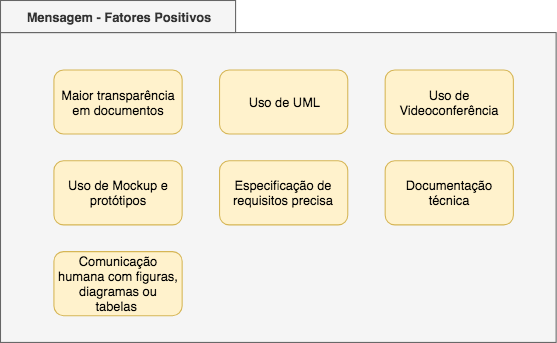 Mensagem - Fatores Positivos
Maior transparência
em documentos
Uso de UML
Uso de
Videoconferência
Uso de Mockup e
protótipos
Especificação de
requisitos precisa
Documentação
técnica
Comunicação
humana com figuras,
diagramas ou
tabelas